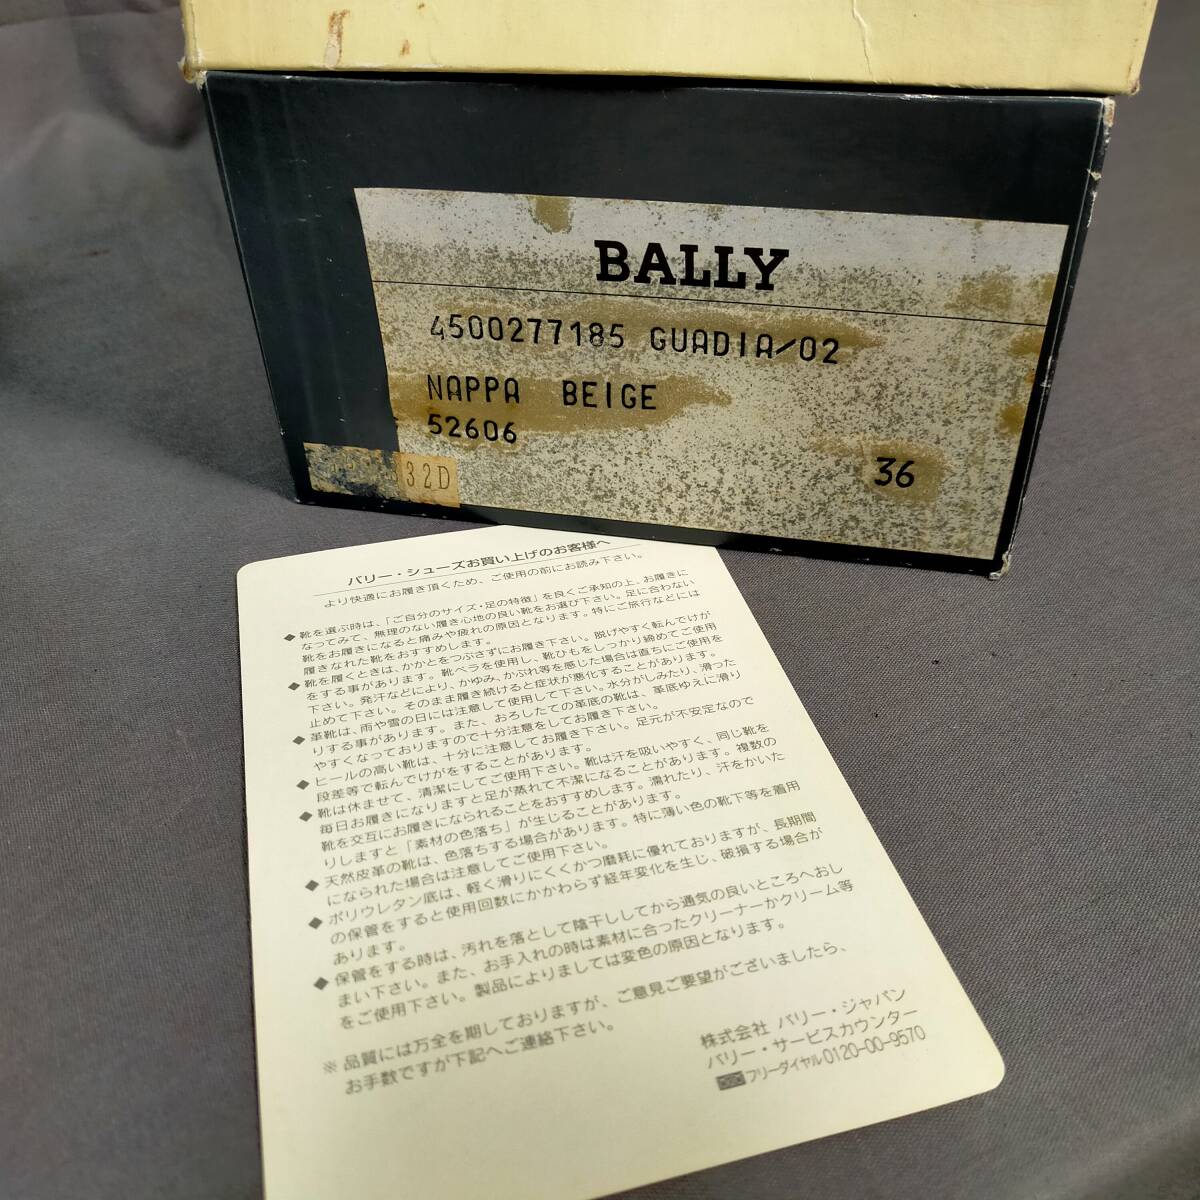 BALLY
4500277185 GUADIA/02
NAPPA BEIGE
52606
36
32D
バリー・シューズお買い上げのお客様へ
より快適にお履き頂くため、ご使用の前にお読み下さい。
◆ 靴を選ぶ時は、「ご自分のサイズ・足の特徴」を良くご承知の上、お履きに
なってみて、無理のない履き心地の良い靴をお選び下さい。足に合わない
靴をお履きになると痛みや疲れの原因となります。特にご旅行などには
履きなれた靴をおすすめします。
◆ 靴を履くときは、かかとをつぶさずにお履き下さい。脱げやすく転んでけが
をする事があります。靴ベラを使用し、靴ひもをしっかり締めてご使用
下さい。発汗などにより、かゆみ、かぶれ等を感じた場合は直ちにご使用を
止めて下さい。そのまま履き続けると症状が悪化することがあります。
◆ 革靴は、雨や雪の日には注意して使用して下さい。水分がしみたり、滑った
りする事があります。また、おろしたての革底の靴は、革底ゆえに滑り
やすくなっておりますので十分注意をしてお履き下さい。
◆ ヒールの高い靴は、十分に注意してお履き下さい。足元が不安定なので
段差等で転んでけがをすることがあります。
◆ 靴は休ませて、清潔にしてご使用下さい。靴は汗を吸いやすく、同じ靴を
毎日お履きになりますと足が蒸れて不潔になることがあります。複数の
靴を交互にお履きになられることをおすすめします。濡れたり、汗をかいた
りしますと「素材の色落ち」が生じることがあります。
◆ 天然皮革の靴は、色落ちする場合があります。特に薄い色の靴下等を着用
になられた場合は注意してご使用下さい。
◆ ポリウレタン底は、軽く滑りにくくかつ磨耗に優れておりますが、長期間
の保管をすると使用回数にかかわらず経年変化を生じ、破損する場合が
あります。
◆ 保管をする時は、汚れを落として陰干ししてから通気の良いところへおし
まい下さい。また、お手入れの時は素材に合ったクリーナーかクリーム等
をご使用下さい。製品によりましては変色の原因となります。
※ 品質には万全を期しておりますが、ご意見ご要望がございましたら、
お手数ですが下記へご連絡下さい。
株式会社 バリー・ジャパン
バリー・サービスカウンター
フリーダイヤル0120-00-9570